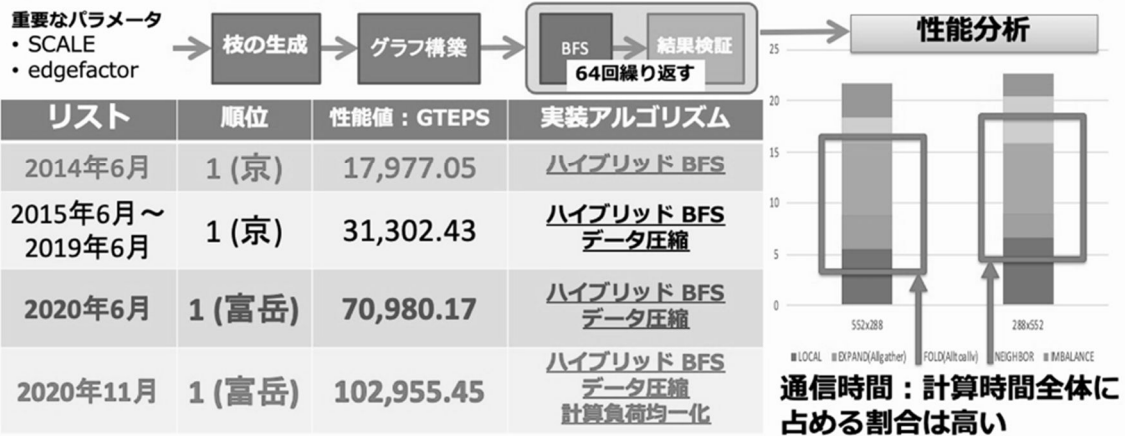 重要なパラメータ
• SCALE
• edgefactor
枝の生成
グラフ構築
BFS
結果検証
64回繰り返す
性能分析
リスト 順位 性能値：GTEPS 実装アルゴリズム
2014年6月 1 (京) 17,977.05 ハイブリッド BFS
2015年6月～
2019年6月
1 (京) 31,302.43
ハイブリッド BFS
データ圧縮
2020年6月 1 (富岳) 70,980.17
ハイブリッド BFS
データ圧縮
2020年11月 1 (富岳) 102,955.45
ハイブリッド BFS
データ圧縮
計算負荷均一化
25
20
15
10
5
0
552x288 288x552
LOCAL EXPAND(Allgather) FOLD(Alltoallv) NEIGHBOR IMBALANCE
通信時間：計算時間全体に
占める割合は高い